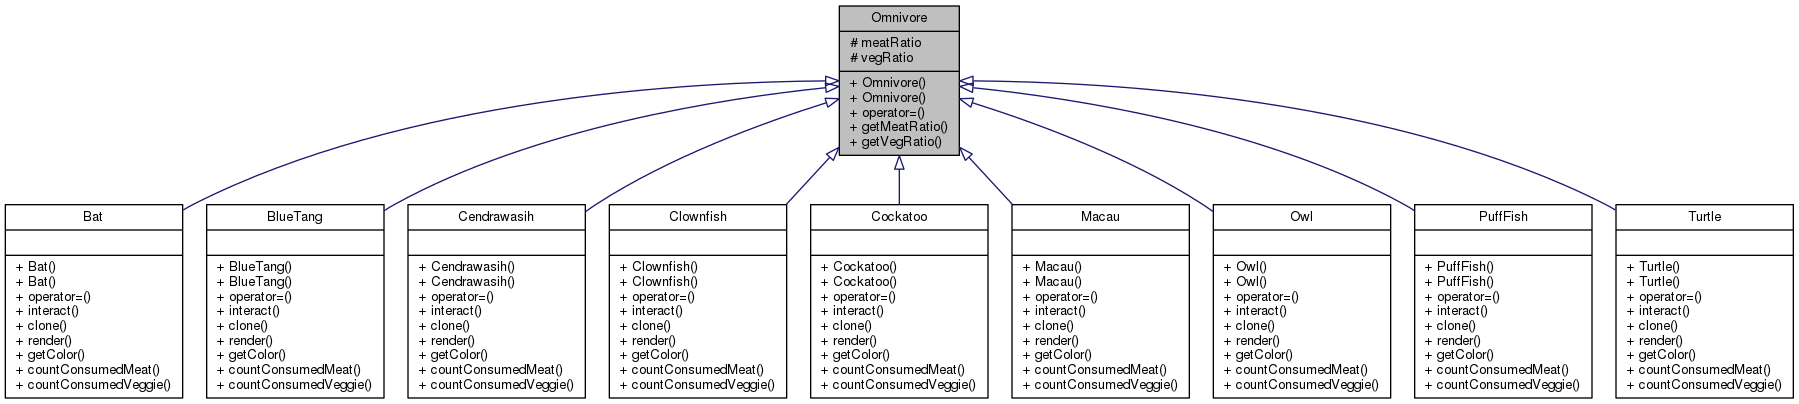 Omnivore
# meatRatio
# vegRatio
+ Omnivore()
+ Omnivore()
+ operator=()
+ getMeatRatio()
+ getVegRatio()
Bat
+ Bat()
+ Bat()
+ operator=()
+ interact()
+ clone()
+ render()
+ getColor()
+ countConsumedMeat()
+ countConsumedVeggie()
BlueTang
+ BlueTang()
+ BlueTang()
+ operator=()
+ interact()
+ clone()
+ render()
+ getColor()
+ countConsumedMeat()
+ countConsumedVeggie()
Cendrawasih
+ Cendrawasih()
+ Cendrawasih()
+ operator=()
+ interact()
+ clone()
+ render()
+ getColor()
+ countConsumedMeat()
+ countConsumedVeggie()
Clownfish
+ Clownfish()
+ Clownfish()
+ operator=()
+ interact()
+ clone()
+ render()
+ getColor()
+ countConsumedMeat()
+ countConsumedVeggie()
Cockatoo
+ Cockatoo()
+ Cockatoo()
+ operator=()
+ interact()
+ clone()
+ render()
+ getColor()
+ countConsumedMeat()
+ countConsumedVeggie()
Macau
+ Macau()
+ Macau()
+ operator=()
+ interact()
+ clone()
+ render()
+ getColor()
+ countConsumedMeat()
+ countConsumedVeggie()
Owl
+ Owl()
+ Owl()
+ operator=()
+ interact()
+ clone()
+ render()
+ getColor()
+ countConsumedMeat()
+ countConsumedVeggie()
PuffFish
+ PuffFish()
+ PuffFish()
+ operator=()
+ interact()
+ clone()
+ render()
+ getColor()
+ countConsumedMeat()
+ countConsumedVeggie()
Turtle
+ Turtle()
+ Turtle()
+ operator=()
+ interact()
+ clone()
+ render()
+ getColor()
+ countConsumedMeat()
+ countConsumedVeggie()